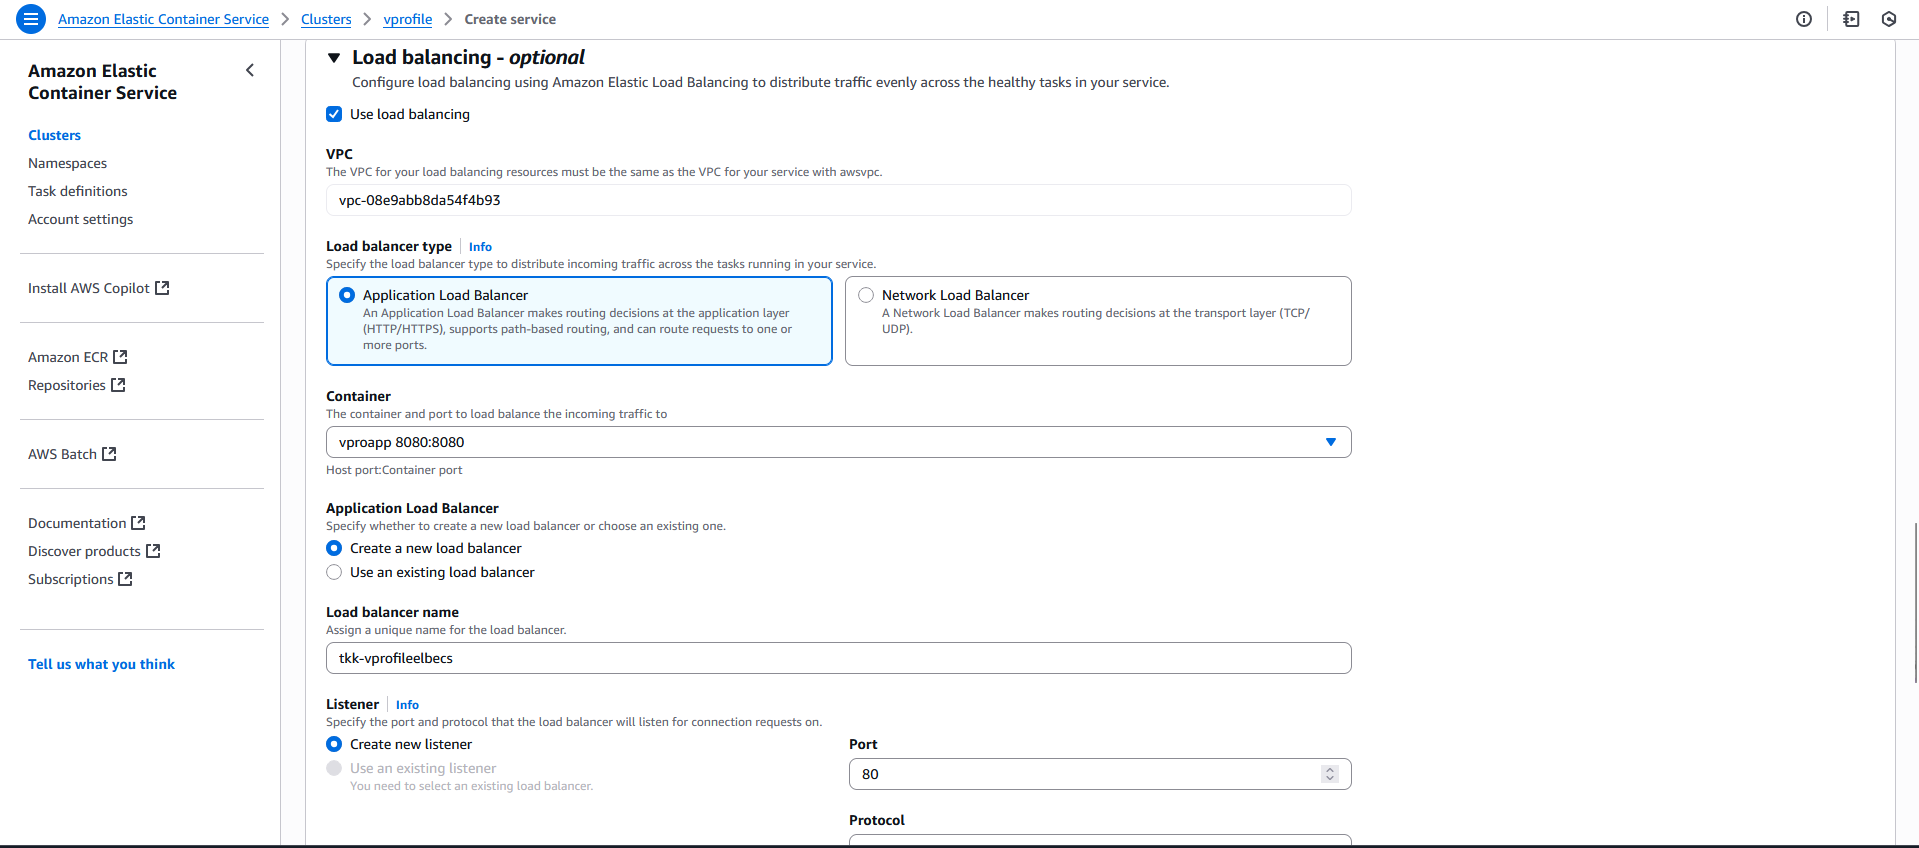 Amazon Elastic Container Service > Clusters > vprofile > Create service
Amazon Elastic
Container Service
Clusters
Namespaces
Task definitions
Account settings
Install AWS Copilot
Amazon ECR
Repositories
AWS Batch
Documentation
Discover products
Subscriptions
Tell us what you think
Load balancing - optional
Configure load balancing using Amazon Elastic Load Balancing to distribute traffic evenly across the healthy tasks in your service.
Use load balancing
VPC
The VPC for your load balancing resources must be the same as the VPC for your service with awsvpc.
vpc-08e9abb8da54f4b93
Load balancer type Info
Specify the load balancer type to distribute incoming traffic across the tasks running in your service.
Application Load Balancer
An Application Load Balancer makes routing decisions at the application layer
(HTTP/HTTPS), supports path-based routing, and can route requests to one or
more ports.
Network Load Balancer
A Network Load Balancer makes routing decisions at the transport layer (TCP/
UDP).
Container
The container and port to load balance the incoming traffic to
vproapp 8080:8080
Host port:Container port
Application Load Balancer
Specify whether to create a new load balancer or choose an existing one.
Create a new load balancer
Use an existing load balancer
Load balancer name
Assign a unique name for the load balancer.
tkk-vprofileelbecs
Listener Info
Specify the port and protocol that the load balancer will listen for connection requests on.
Create new listener
Use an existing listener
You need to select an existing load balancer.
Port
80
Protocol